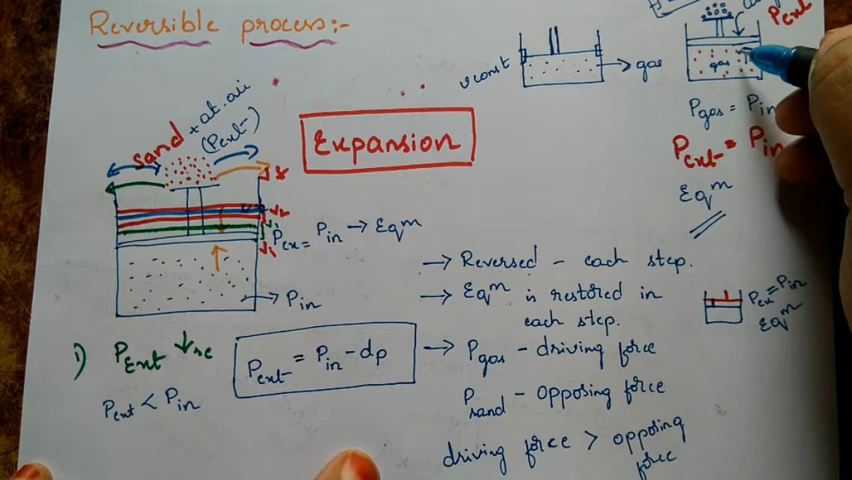 Reversible process:-
Pext
v const
gas
gas
sand + at.air
(Pext)
Expansion
Pgas = Pin
Pext = Pin
Eqm
Pex = Pin → Eqm
Pin
→ Reversed - each step.
→ Eqm is restored in
each step.
Pex = Pin
Eqm
1) PExt ↓se
Pext = Pin - dp
→ Pgas - driving force
Pext < Pin
Psand - opposing force
driving force > opposing
force